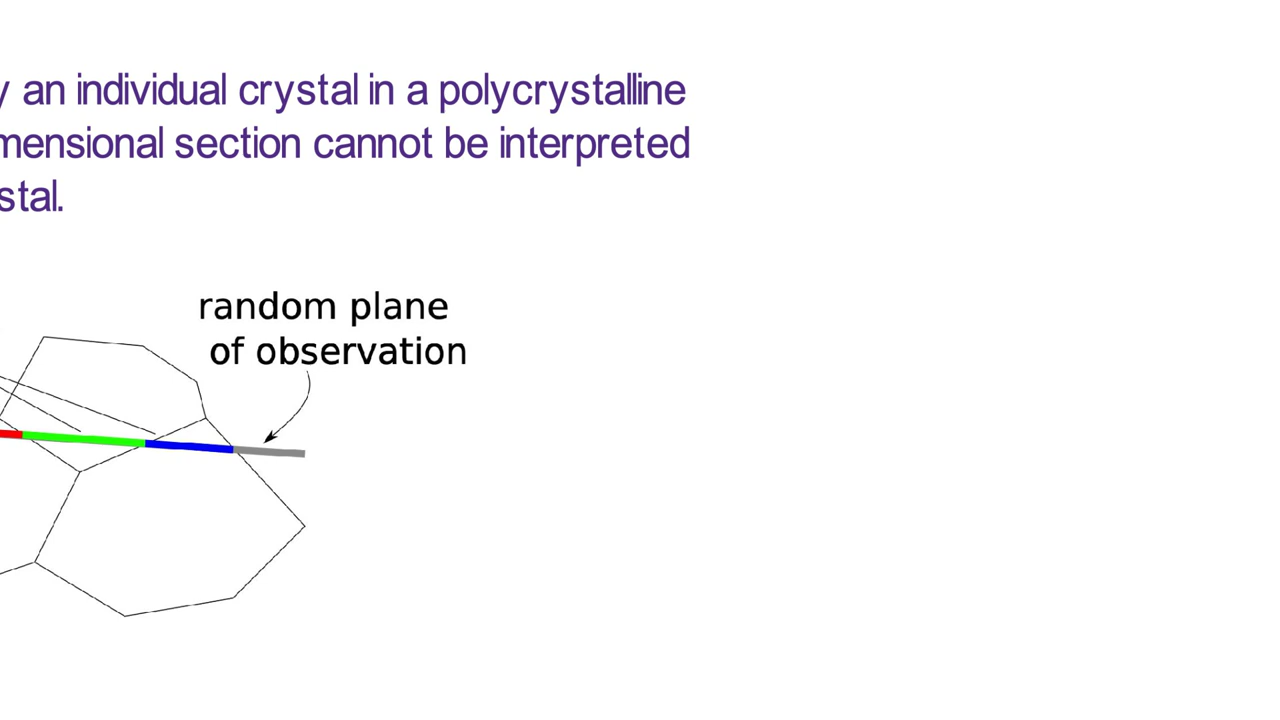 y an individual crystal in a polycrystalline
mensional section cannot be interpreted
stal.
random plane
of observation